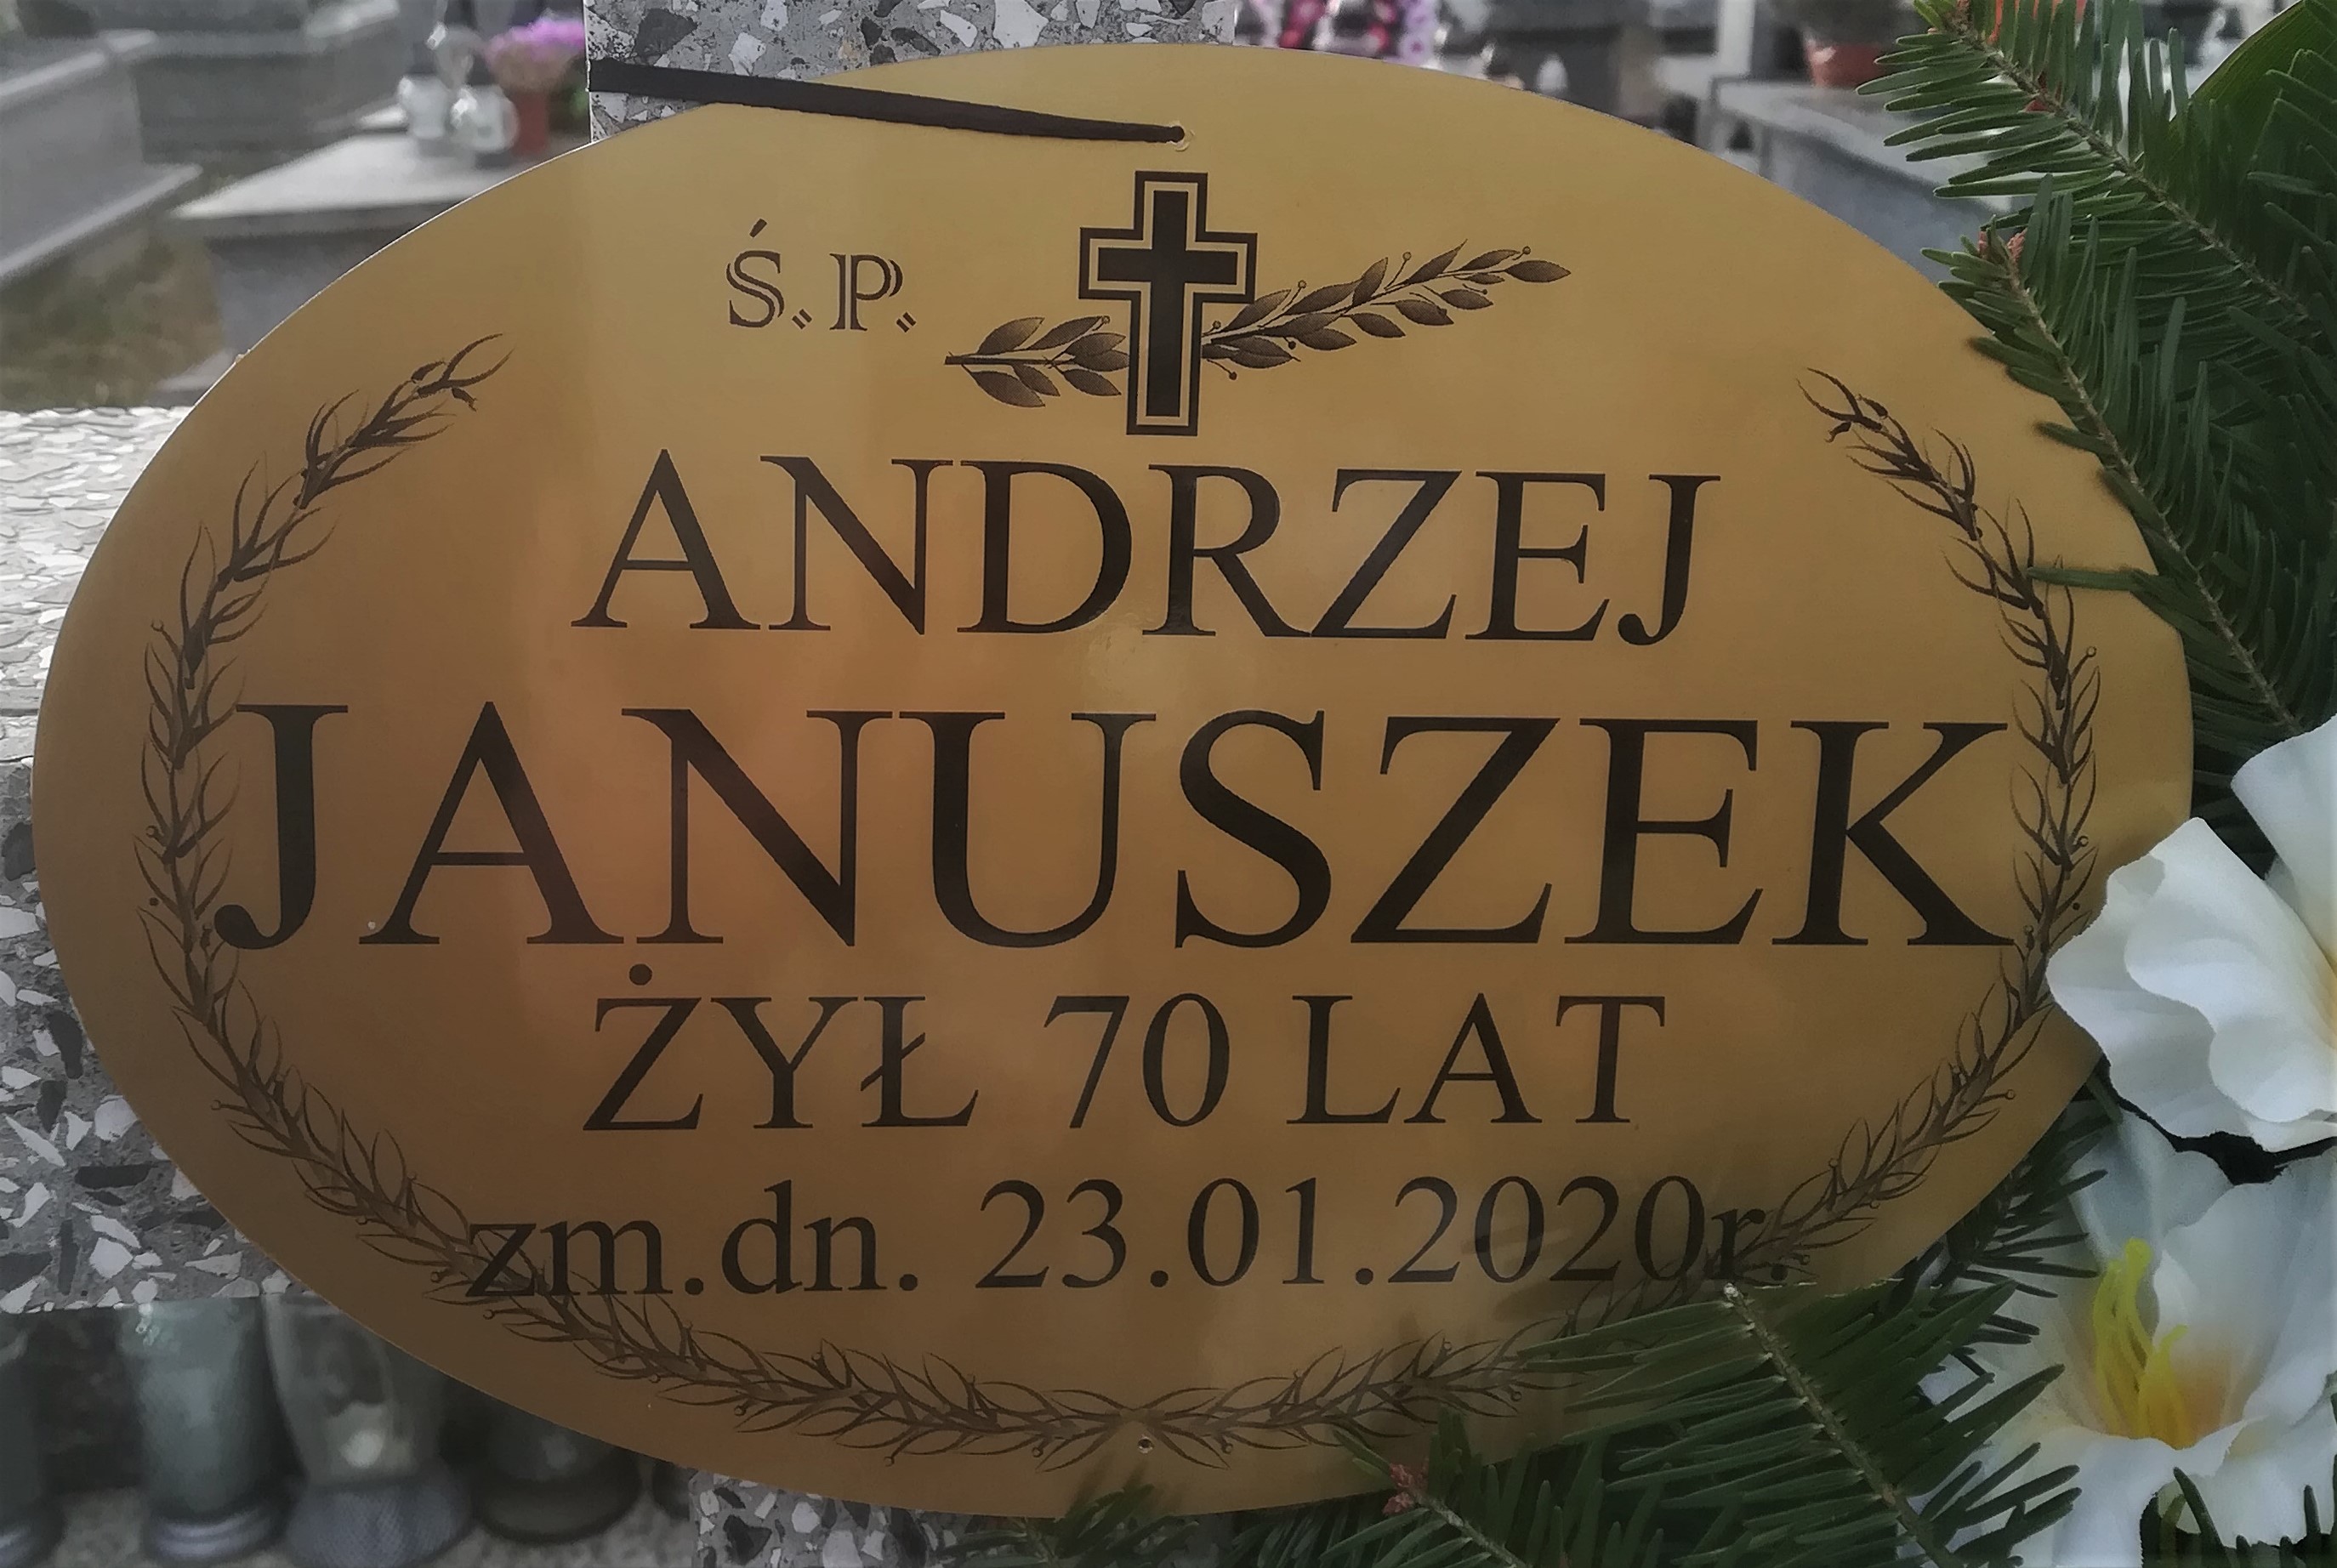 Ś.P.
ANDRZEJ
JANUSZEK
ŻYŁ 70 LAT
zm.dn. 23.01.2020r.